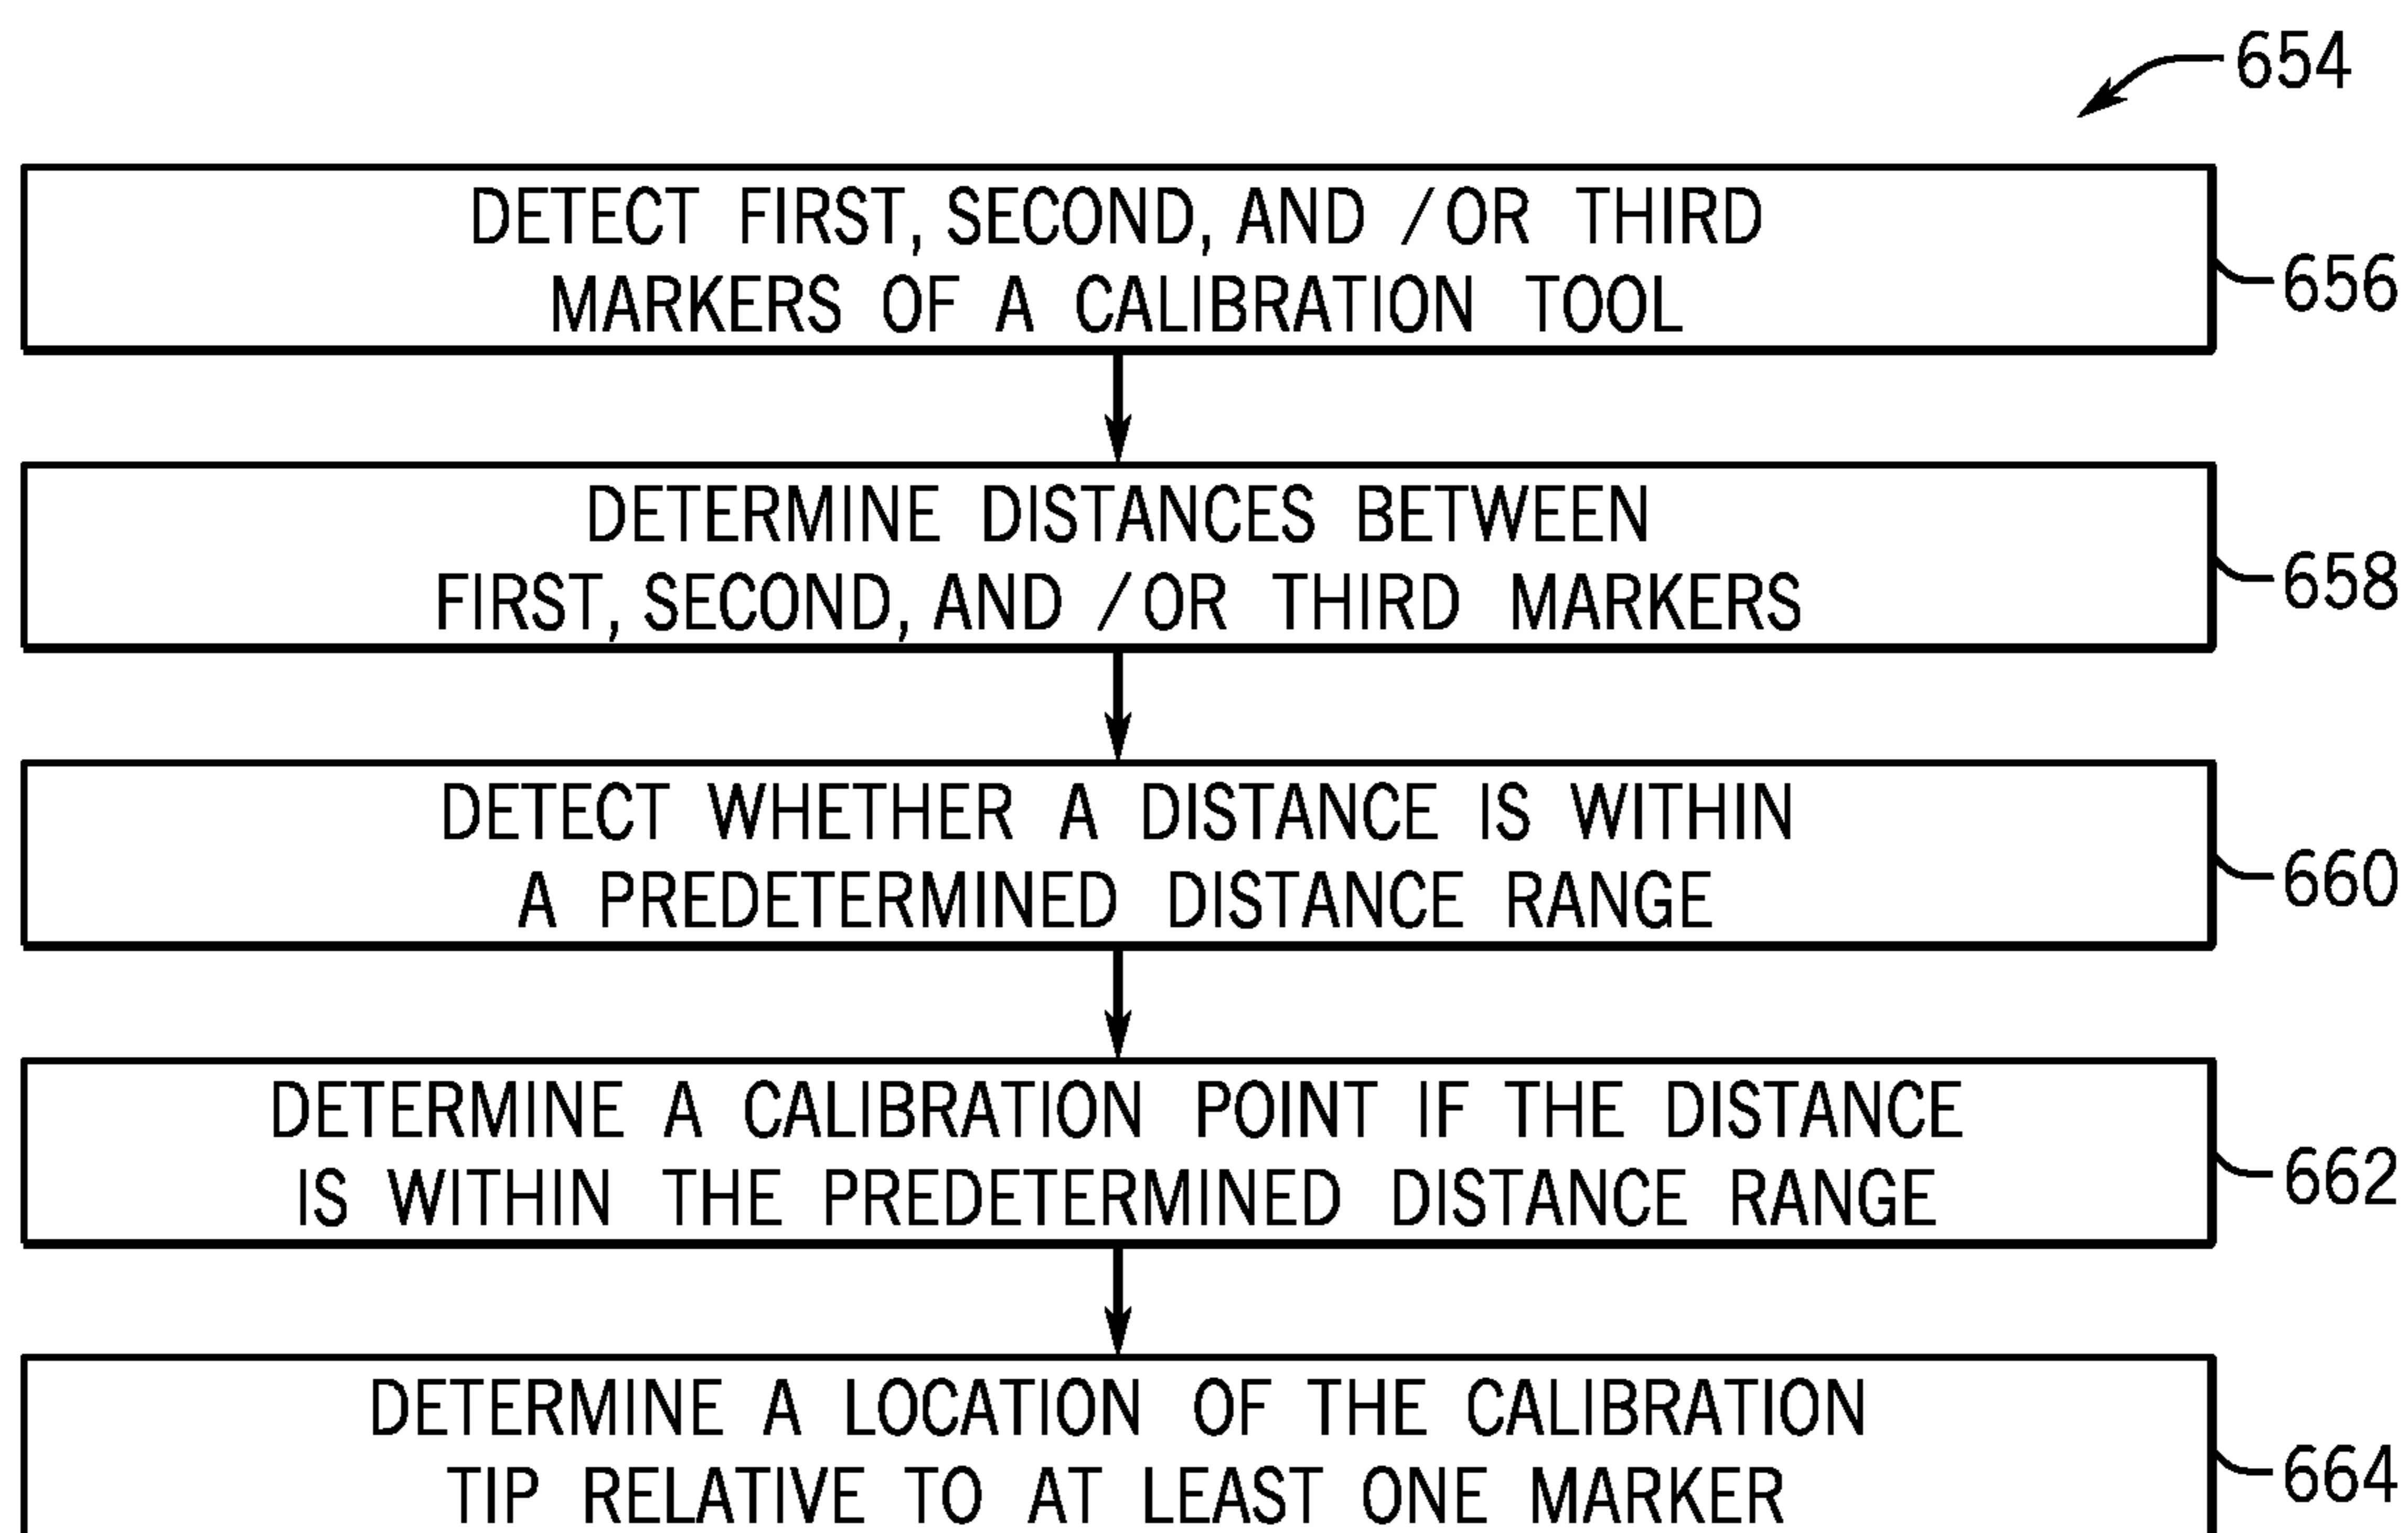 654
DETECT FIRST, SECOND, AND /OR THIRD
MARKERS OF A CALIBRATION TOOL
656
DETERMINE DISTANCES BETWEEN
FIRST, SECOND, AND /OR THIRD MARKERS
658
DETECT WHETHER A DISTANCE IS WITHIN
A PREDETERMINED DISTANCE RANGE
660
DETERMINE A CALIBRATION POINT IF THE DISTANCE
IS WITHIN THE PREDETERMINED DISTANCE RANGE
662
DETERMINE A LOCATION OF THE CALIBRATION
TIP RELATIVE TO AT LEAST ONE MARKER
664